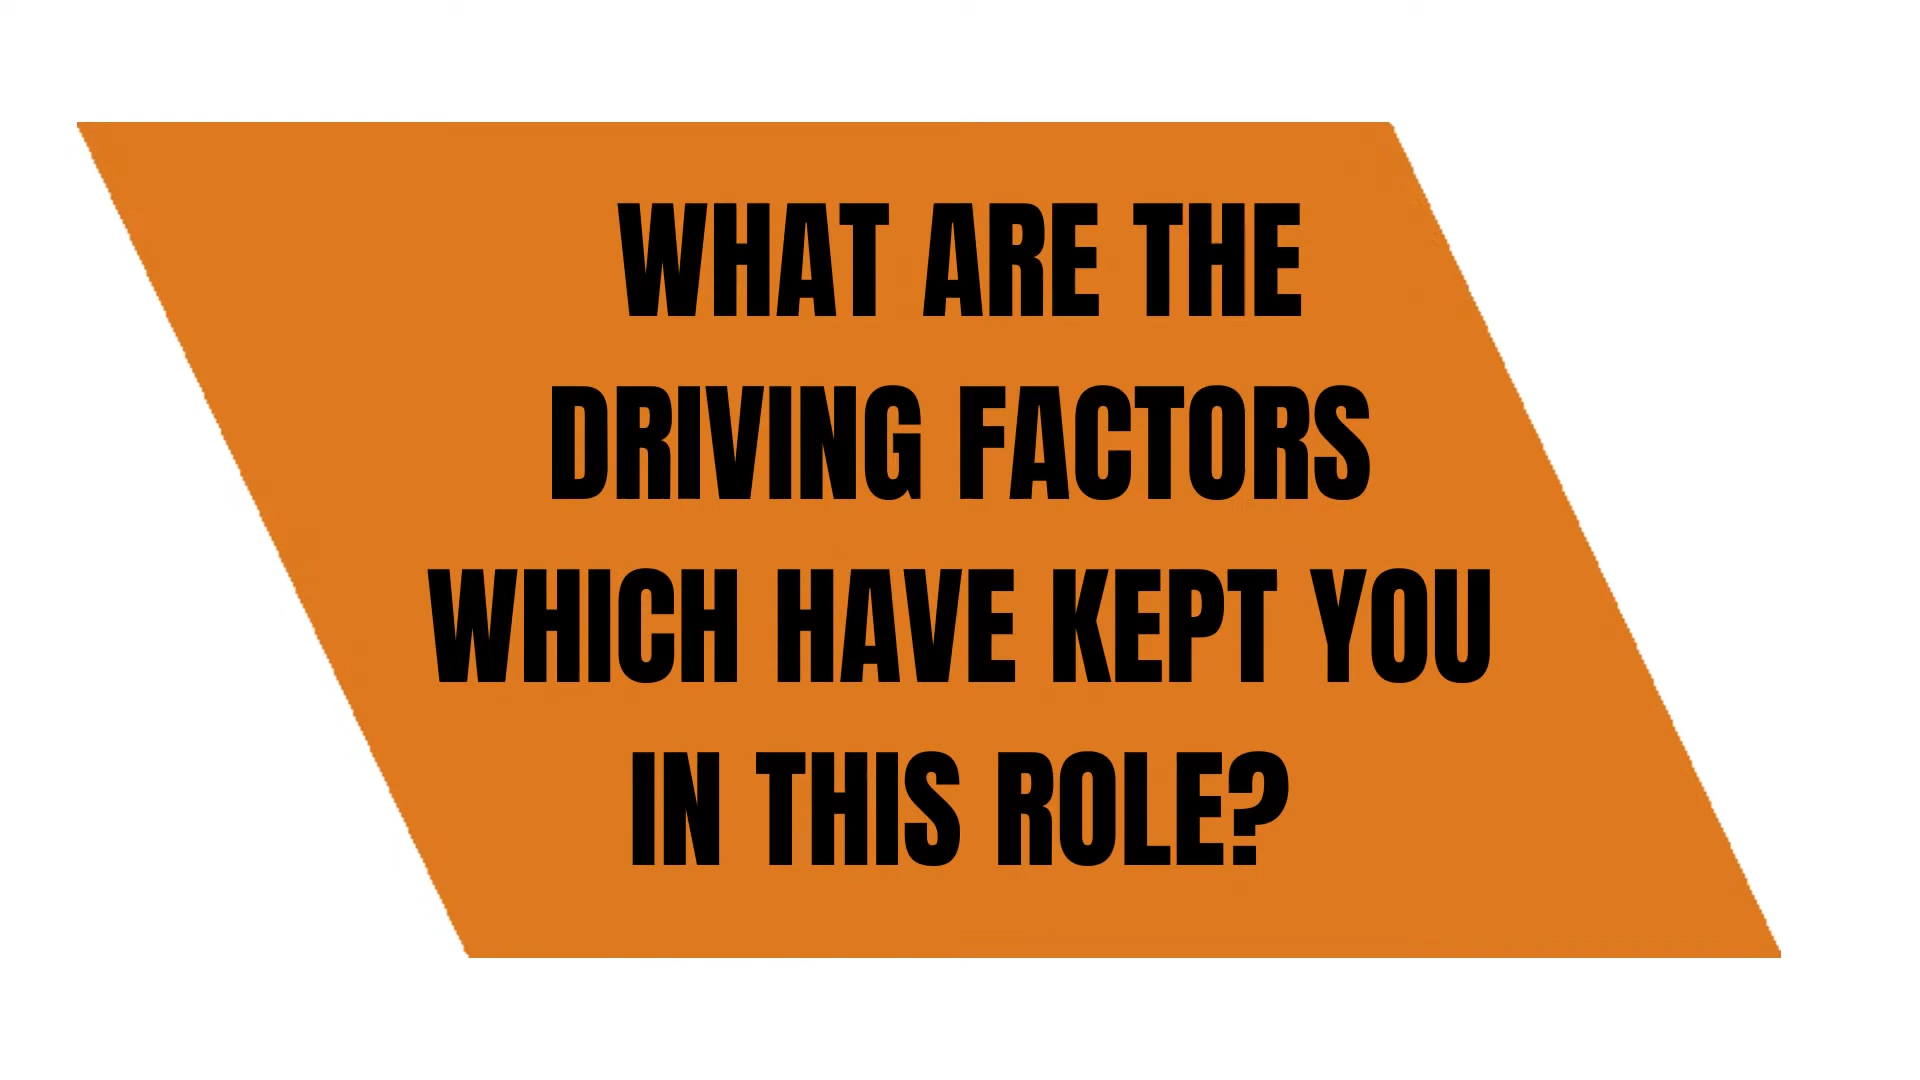 WHAT ARE THE
DRIVING FACTORS
WHICH HAVE KEPT YOU
IN THIS ROLE?